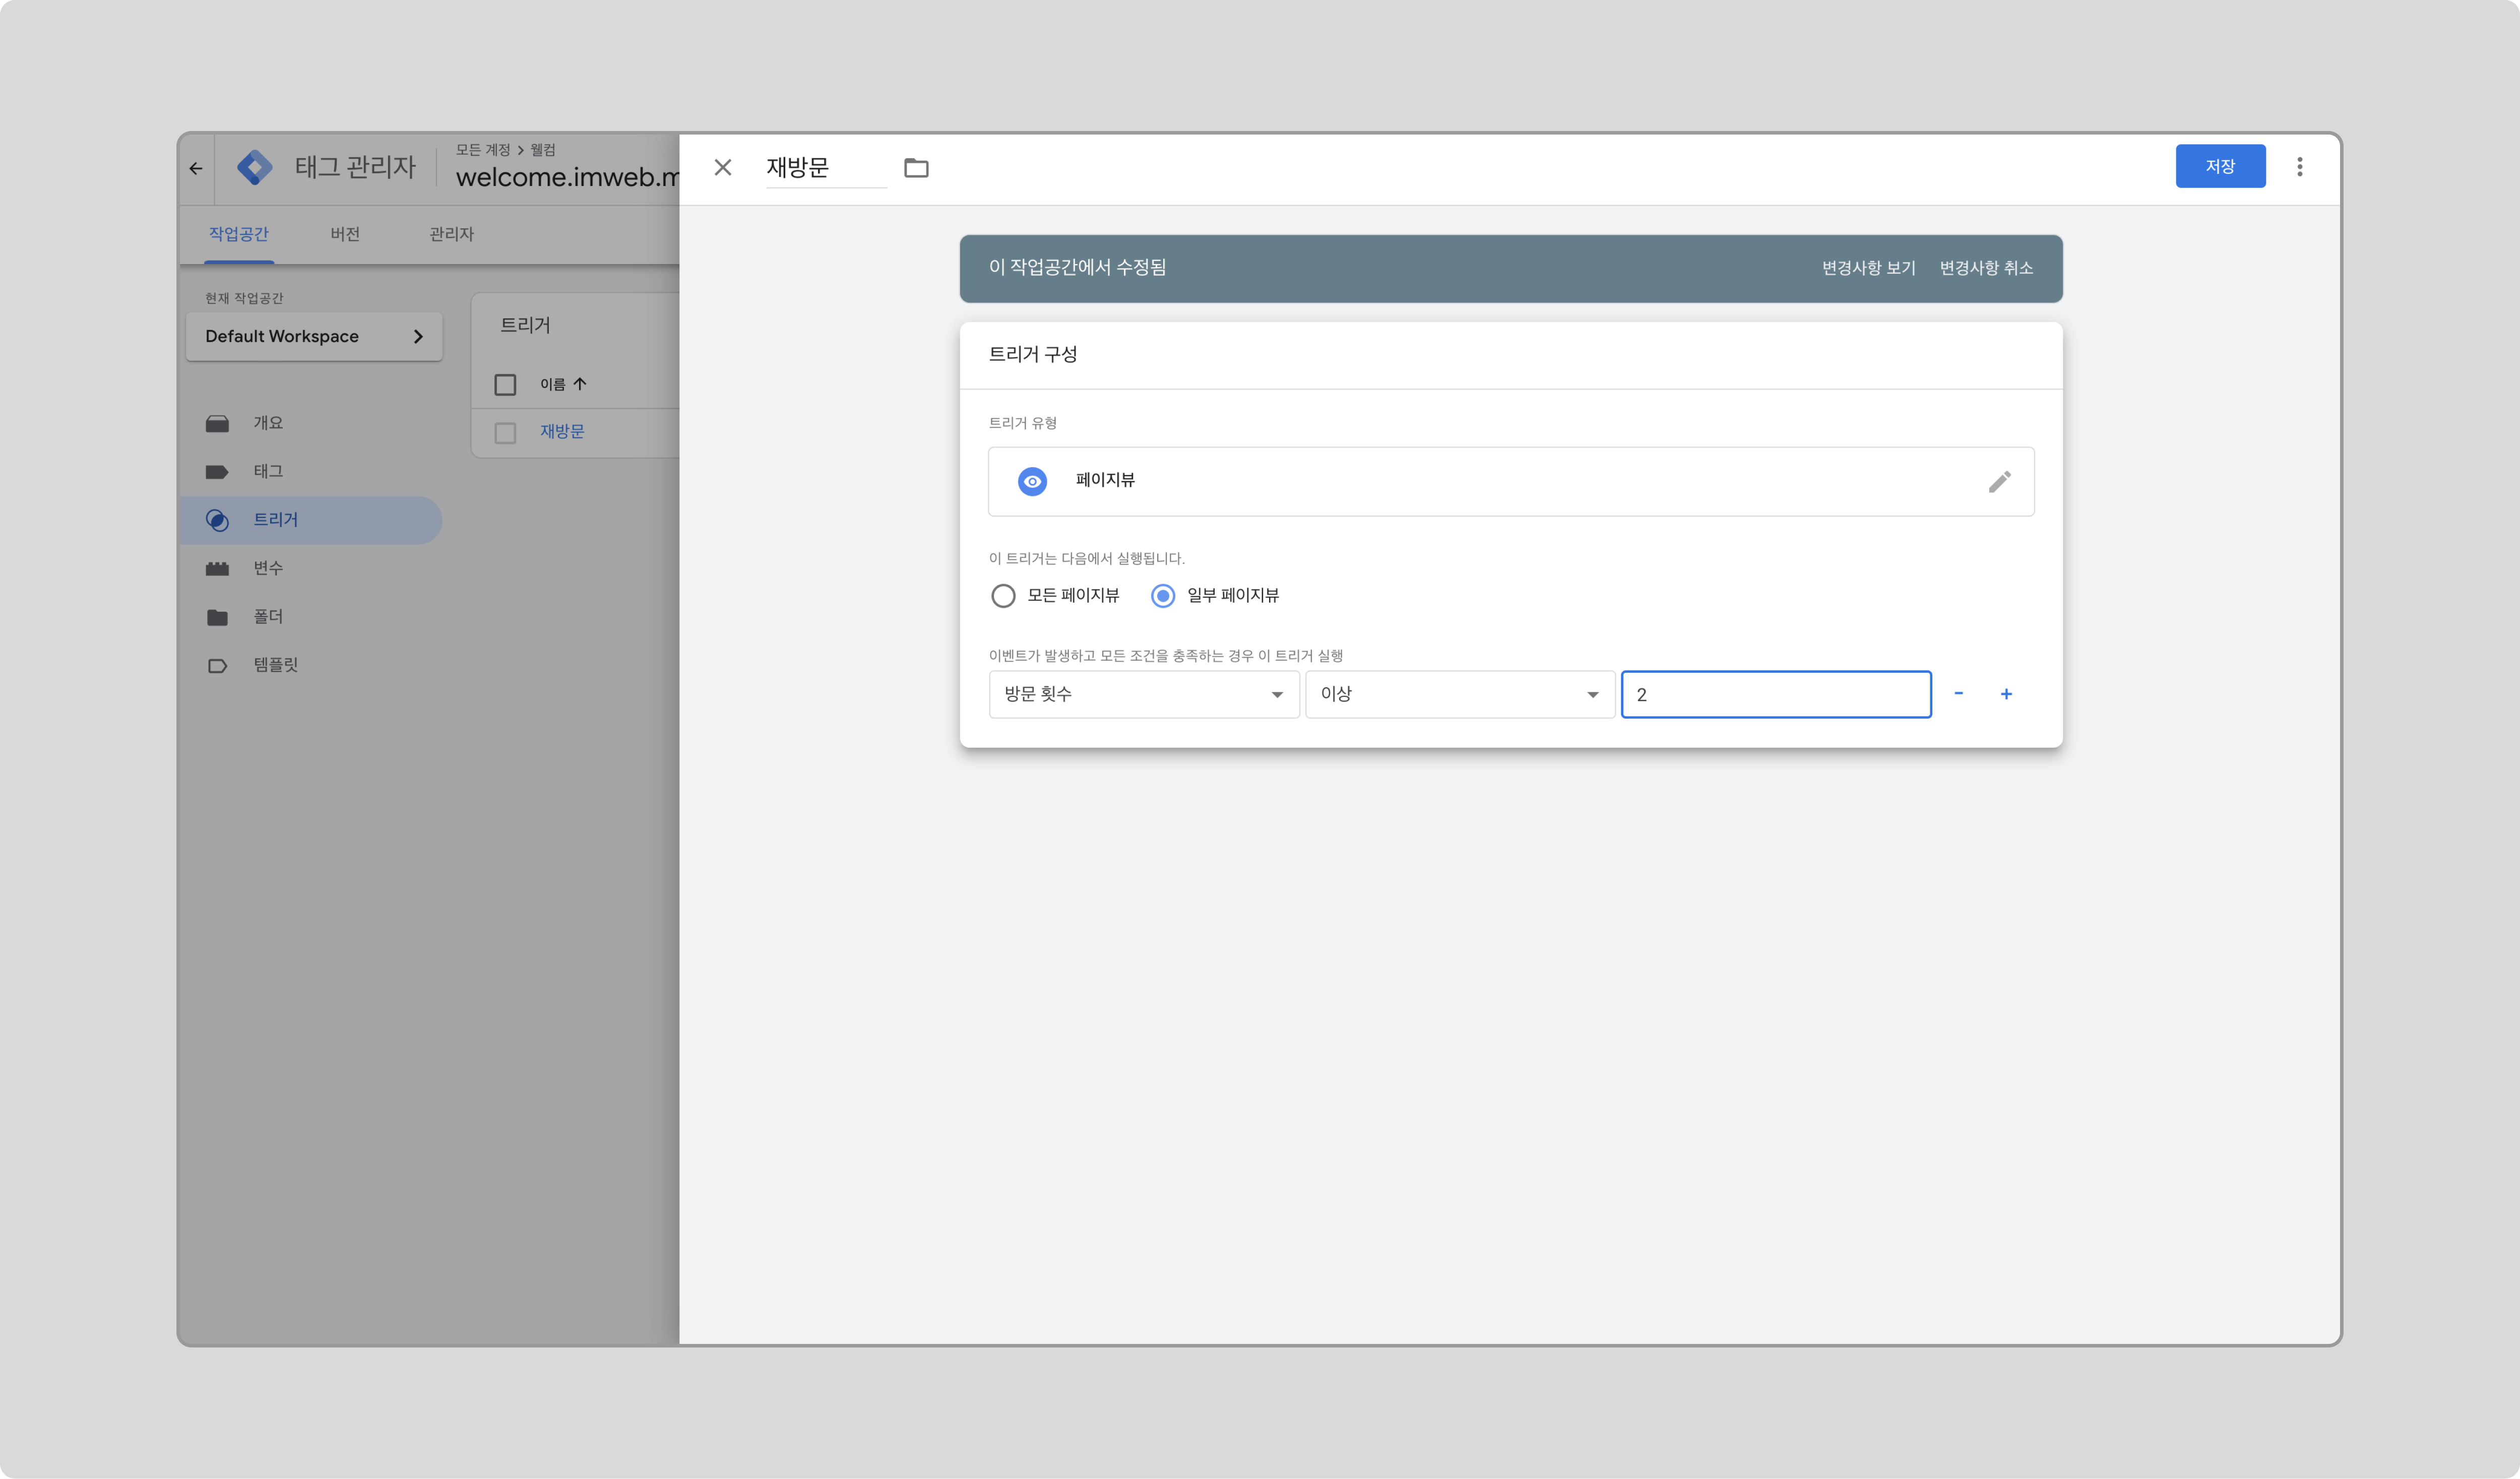 태그 관리자
모든 계정 > 웰컴
welcome.imweb.m
작업공간 버전 관리자
현재 작업공간
Default Workspace
개요
태그
트리거
변수
폴더
템플릿
트리거
이름
재방문
재방문
저장
이 작업공간에서 수정됨
변경사항 보기 변경사항 취소
트리거 구성
트리거 유형
페이지뷰
이 트리거는 다음에서 실행됩니다.
모든 페이지뷰 일부 페이지뷰
이벤트가 발생하고 모든 조건을 충족하는 경우 이 트리거 실행
방문 횟수 이상 2 - +